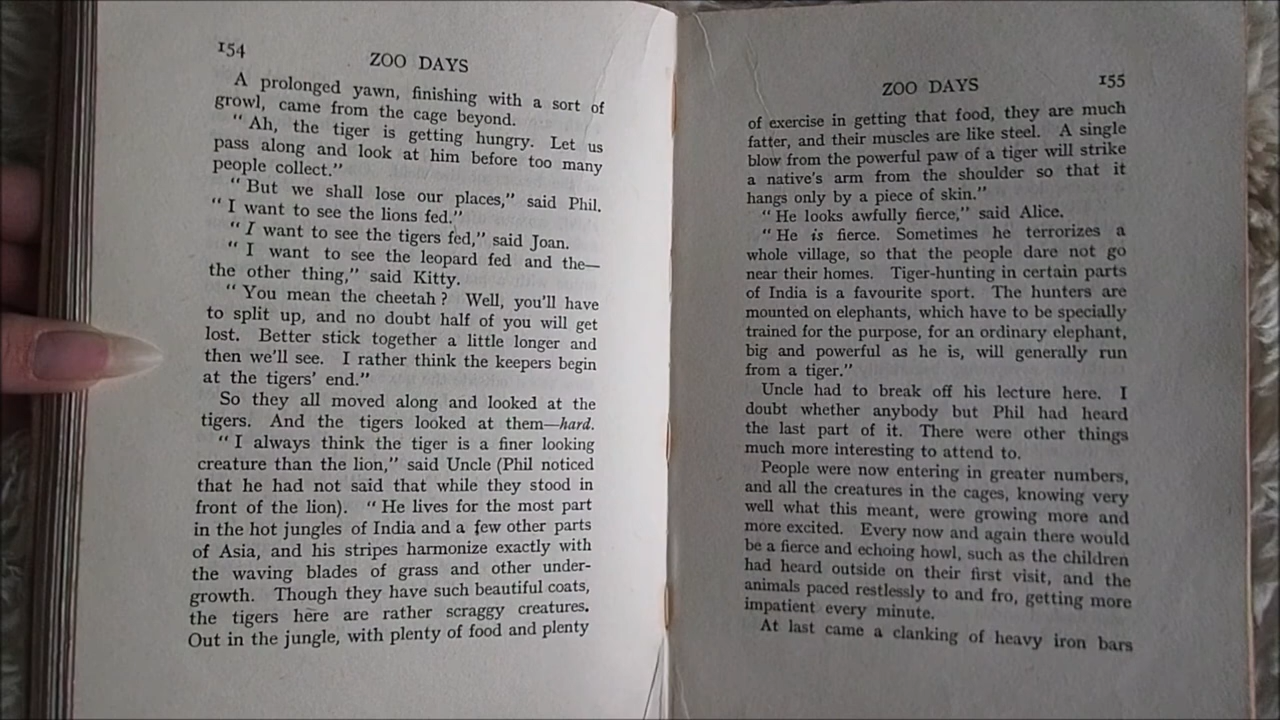 154
ZOO DAYS
A prolonged yawn, finishing with a sort of
growl, came from the cage beyond.
“ Ah, the tiger is getting hungry. Let us
pass along and look at him before too many
people collect.”
“ But we shall lose our places,” said Phil.
“ I want to see the lions fed.”
“ I want to see the tigers fed,” said Joan.
“ I want to see the leopard fed and the—
the other thing,” said Kitty.
“ You mean the cheetah ? Well, you’ll have
to split up, and no doubt half of you will get
lost. Better stick together a little longer and
then we’ll see. I rather think the keepers begin
at the tigers’ end.”
So they all moved along and looked at the
tigers. And the tigers looked at them—hard.
“ I always think the tiger is a finer looking
creature than the lion,” said Uncle (Phil noticed
that he had not said that while they stood in
front of the lion). “ He lives for the most part
in the hot jungles of India and a few other parts
of Asia, and his stripes harmonize exactly with
the waving blades of grass and other under-
growth. Though they have such beautiful coats,
the tigers here are rather scraggy creatures.
Out in the jungle, with plenty of food and plenty
ZOO DAYS
155
of exercise in getting that food, they are much
fatter, and their muscles are like steel. A single
blow from the powerful paw of a tiger will strike
a native’s arm from the shoulder so that it
hangs only by a piece of skin.”
“ He looks awfully fierce,” said Alice.
“ He is fierce. Sometimes he terrorizes a
whole village, so that the people dare not go
near their homes. Tiger-hunting in certain parts
of India is a favourite sport. The hunters are
mounted on elephants, which have to be specially
trained for the purpose, for an ordinary elephant,
big and powerful as he is, will generally run
from a tiger.”
Uncle had to break off his lecture here. I
doubt whether anybody but Phil had heard
the last part of it. There were other things
much more interesting to attend to.
People were now entering in greater numbers,
and all the creatures in the cages, knowing very
well what this meant, were growing more and
more excited. Every now and again there would
be a fierce and echoing howl, such as the children
had heard outside on their first visit, and the
animals paced restlessly to and fro, getting more
impatient every minute.
At last came a clanking of heavy iron bars